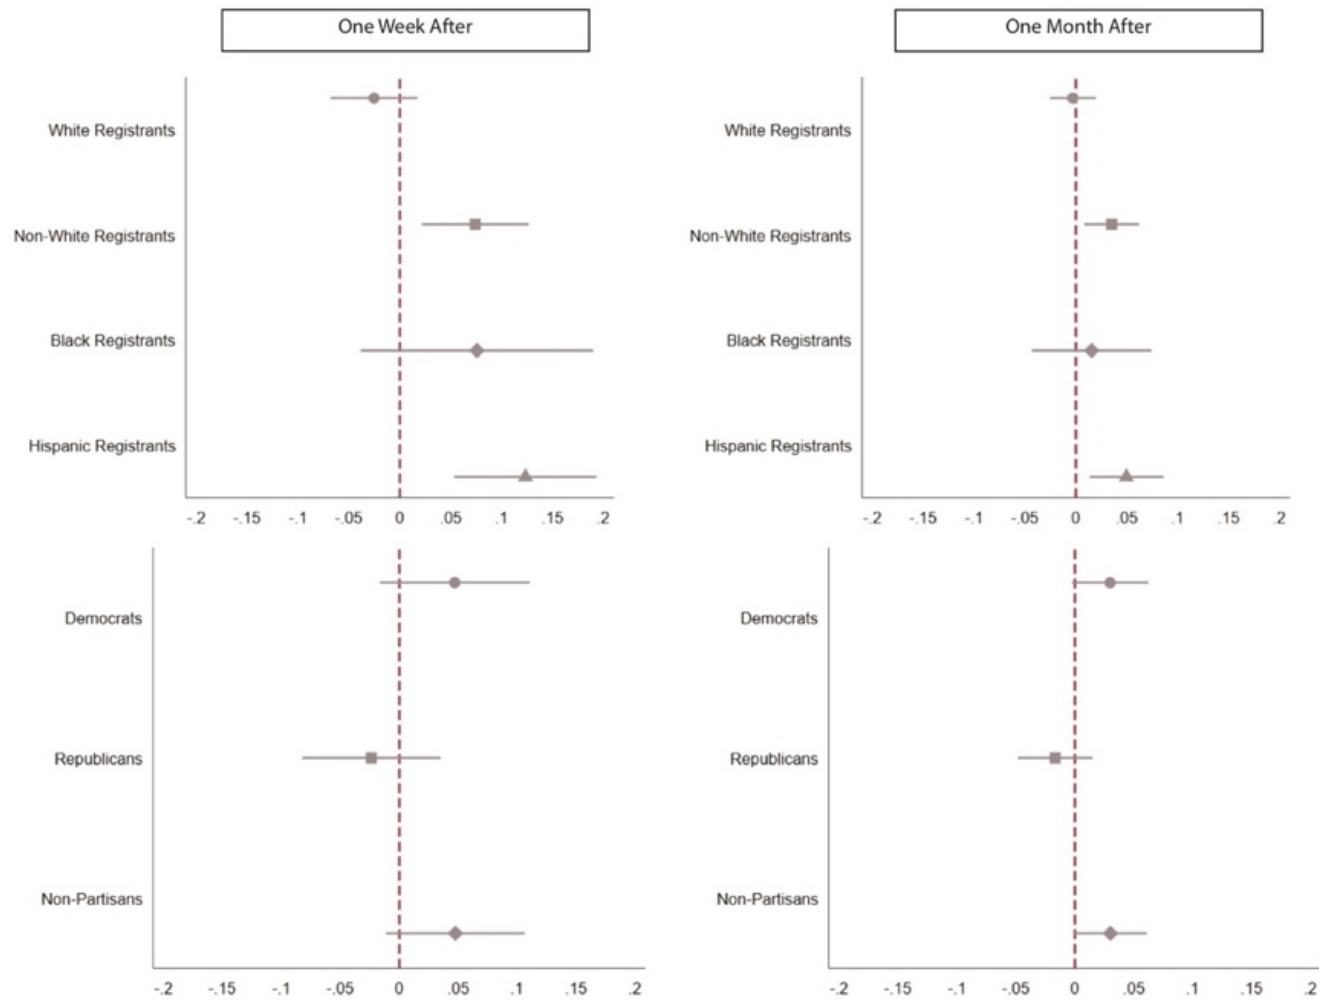 One Week After
One Month After
White Registrants
Non-White Registrants
Black Registrants
Hispanic Registrants
-.2 -.15 -.1 -.05 0 .05 .1 .15 .2
White Registrants
Non-White Registrants
Black Registrants
Hispanic Registrants
-.2 -.15 -.1 -.05 0 .05 .1 .15 .2
Democrats
Republicans
Non-Partisans
-.2 -.15 -.1 -.05 0 .05 .1 .15 .2
Democrats
Republicans
Non-Partisans
-.2 -.15 -.1 -.05 0 .05 .1 .15 .2